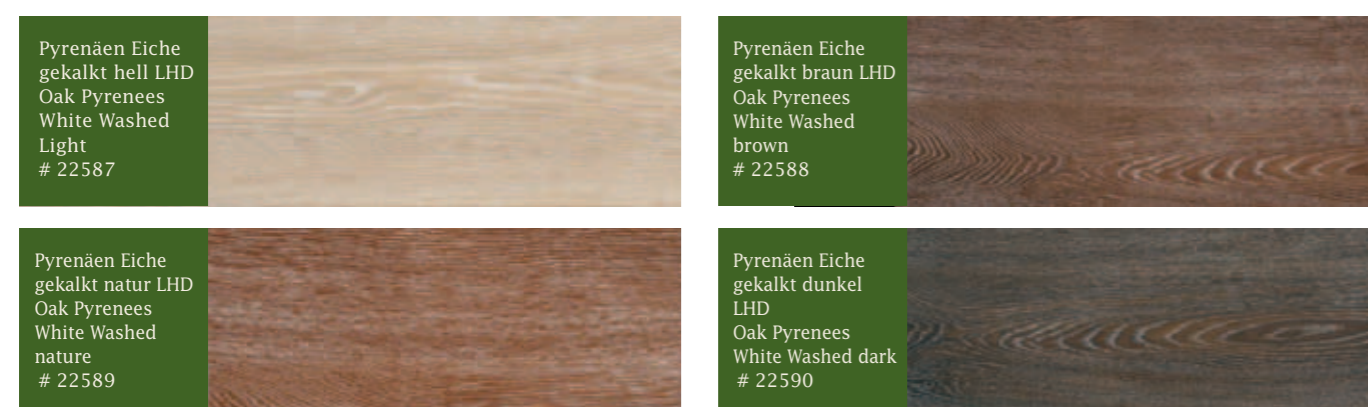 Pyrenäen Eiche
gekalkt hell LHD
Oak Pyrenees
White Washed
Light
# 22587
Pyrenäen Eiche
gekalkt braun LHD
Oak Pyrenees
White Washed
brown
# 22588
Pyrenäen Eiche
gekalkt natur LHD
Oak Pyrenees
White Washed
nature
# 22589
Pyrenäen Eiche
gekalkt dunkel
LHD
Oak Pyrenees
White Washed dark
# 22590